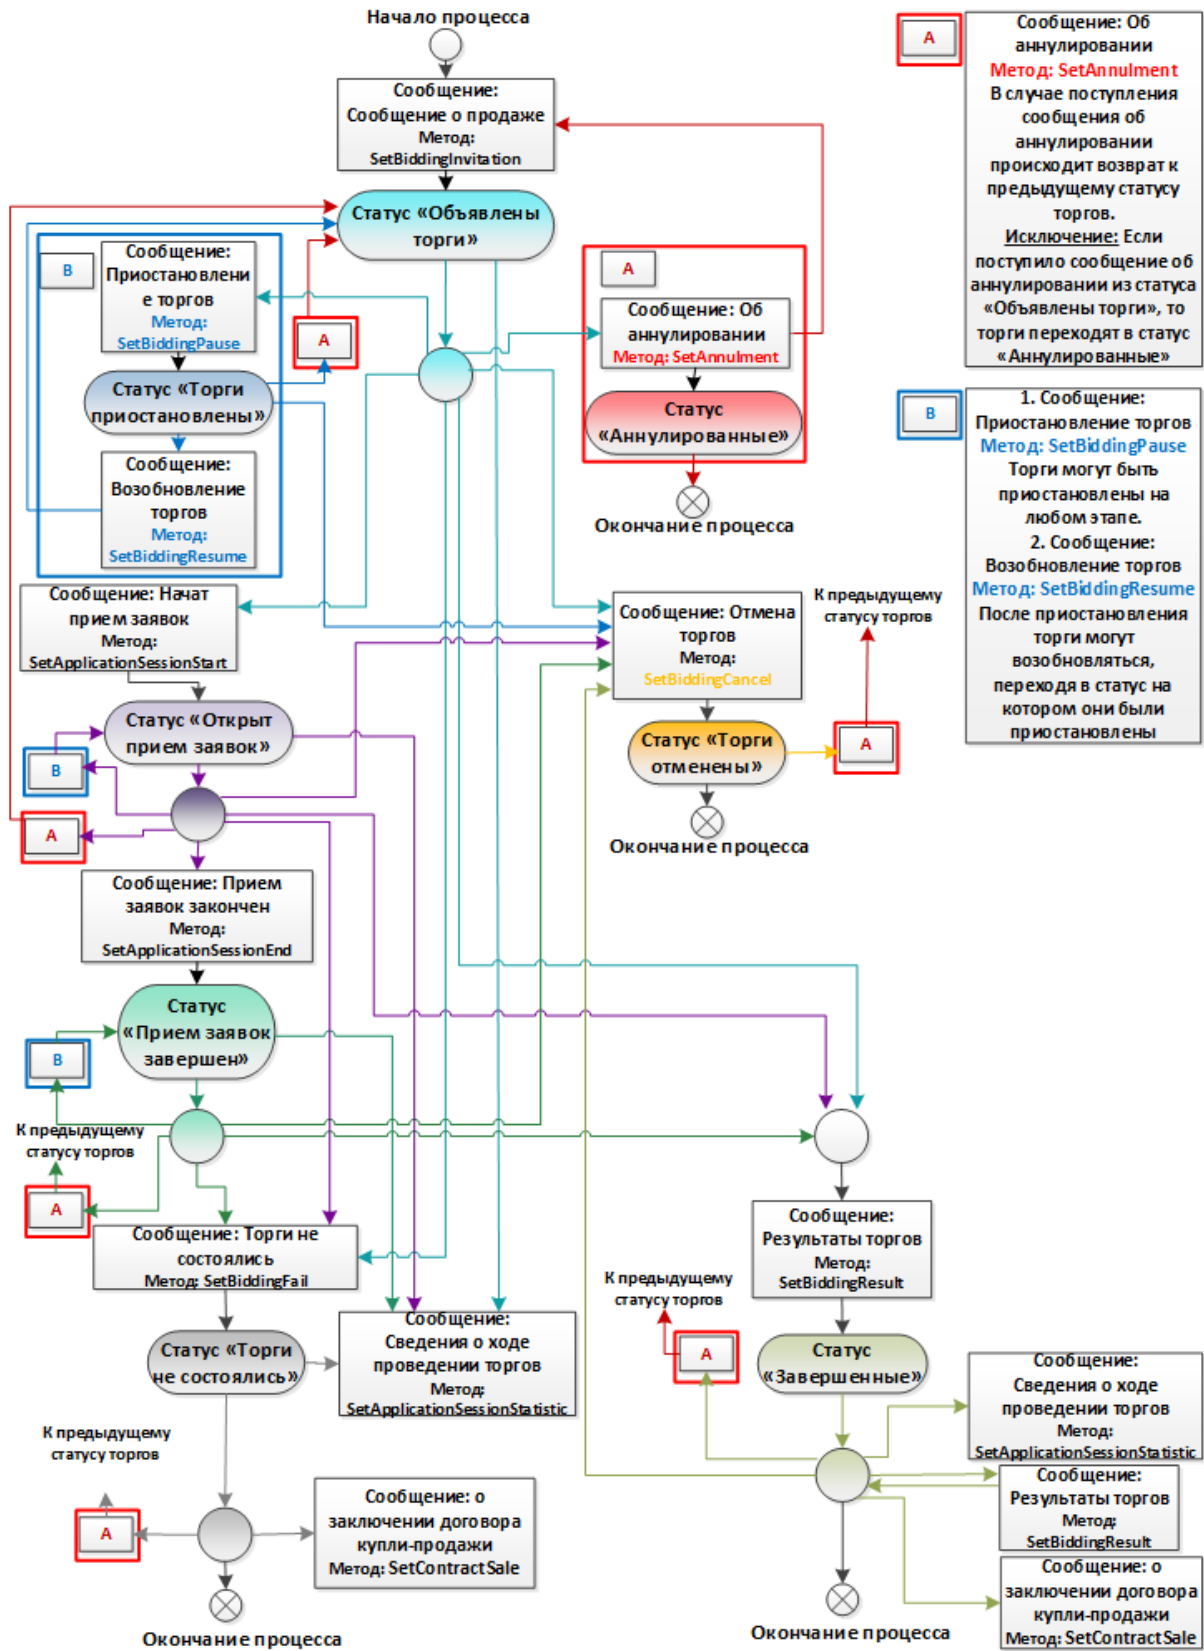 Начало процесса
Сообщение:
Сообщение о продаже
Метод:
SetBiddingInvitation
Статус «Объявлены
торги»
A
Сообщение: Об
аннулировании
Метод: SetAnnulment
В случае поступления
сообщения об
аннулировании
происходит возврат к
предыдущему статусу
торгов.
Исключение: Если
поступило сообщение об
аннулировании из статуса
«Объявлены торги», то
торги переходят в статус
«Аннулированные»
B
1. Сообщение:
Приостановление торгов
Метод: SetBiddingPause
Торги могут быть
приостановлены на
любом этапе.
2. Сообщение:
Возобновление торгов
Метод: SetBiddingResume
После приостановления
торги могут
возобновляться,
переходя в статус на
котором они были
приостановлены
B
Сообщение:
Приостановлени
е торгов
Метод:
SetBiddingPause
Статус «Торги
приостановлены»
Сообщение:
Возобновление
торгов
Метод:
SetBiddingResume
A
A
Сообщение: Об
аннулировании
Метод: SetAnnulment
Статус
«Аннулированные»
Окончание процесса
Сообщение: Начат
прием заявок
Метод:
SetApplicationSessionStart
Статус «Открыт
прием заявок»
B
A
Сообщение: Отмена
торгов
Метод:
SetBiddingCancel
Статус «Торги
отменены»
Окончание процесса
К предыдущему
статусу торгов
A
Сообщение: Прием
заявок закончен
Метод:
SetApplicationSessionEnd
Статус
«Прием заявок
завершен»
B
К предыдущему
статусу торгов
A
Сообщение: Торги не
состоялись
Метод: SetBiddingFail
Статус «Торги
не состоялись»
Сообщение:
Сведения о ходе
проведении торгов
Метод:
SetApplicationSessionStatistic
К предыдущему
статусу торгов
A
Сообщение: о
заключении договора
купли-продажи
Метод: SetContractSale
Окончание процесса
Сообщение:
Результаты торгов
Метод:
SetBiddingResult
К предыдущему
статусу торгов
A
Статус
«Завершенные»
Сообщение:
Сведения о ходе
проведении торгов
Метод:
SetApplicationSessionStatistic
Сообщение:
Результаты торгов
Метод:
SetBiddingResult
Сообщение: о
заключении договора
купли-продажи
Метод: SetContractSale
Окончание процесса